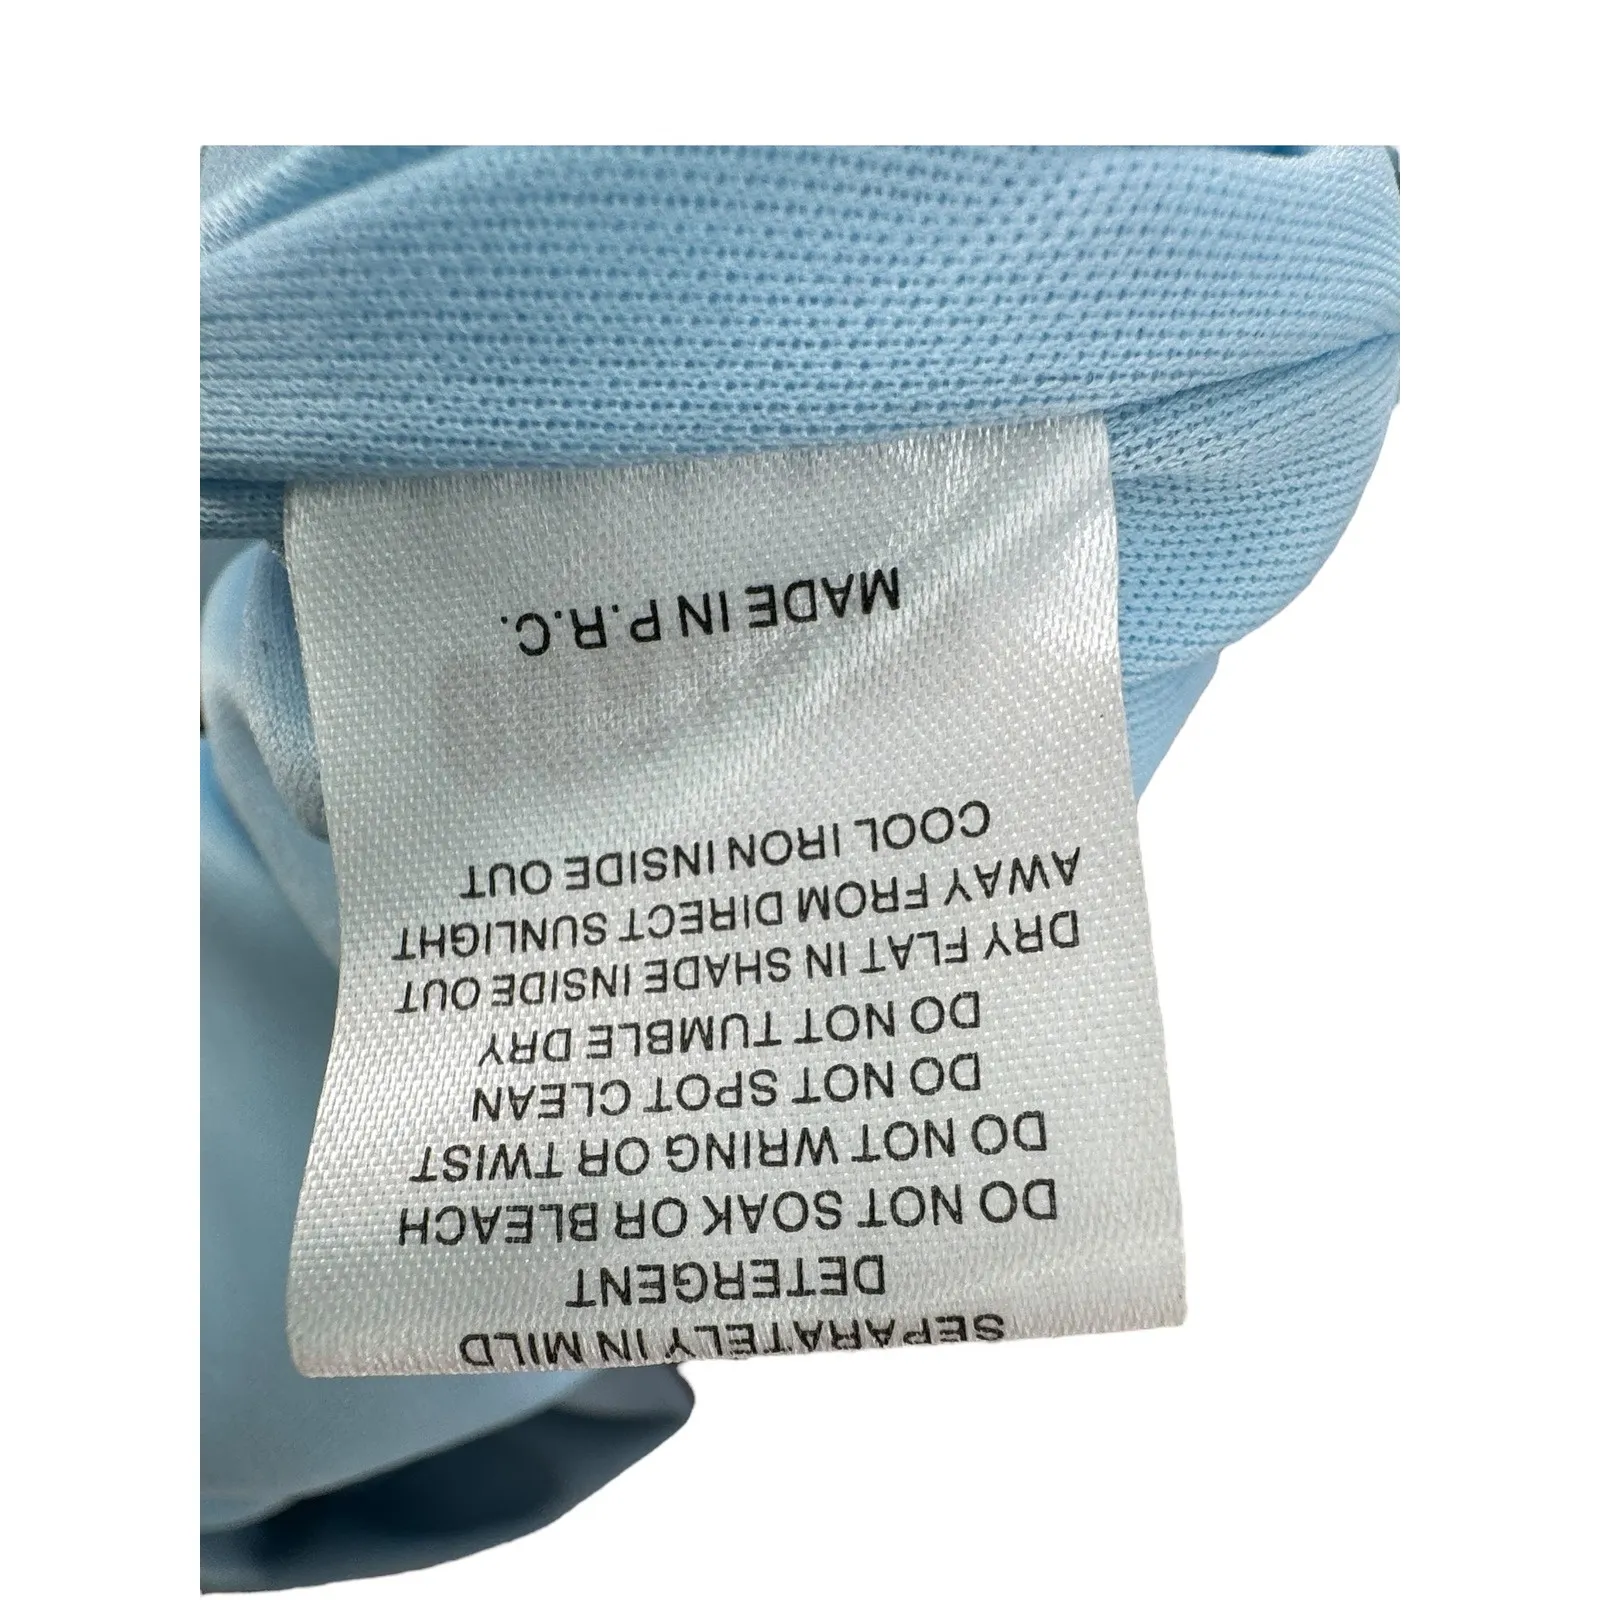 SEPARATELY IN MILD
DETERGENT
DO NOT SOAK OR BLEACH
DO NOT WRING OR TWIST
DO NOT SPOT CLEAN
DO NOT TUMBLE DRY
DRY FLAT IN SHADE INSIDE OUT
AWAY FROM DIRECT SUNLIGHT
COOL IRON INSIDE OUT
MADE IN P.R.C.